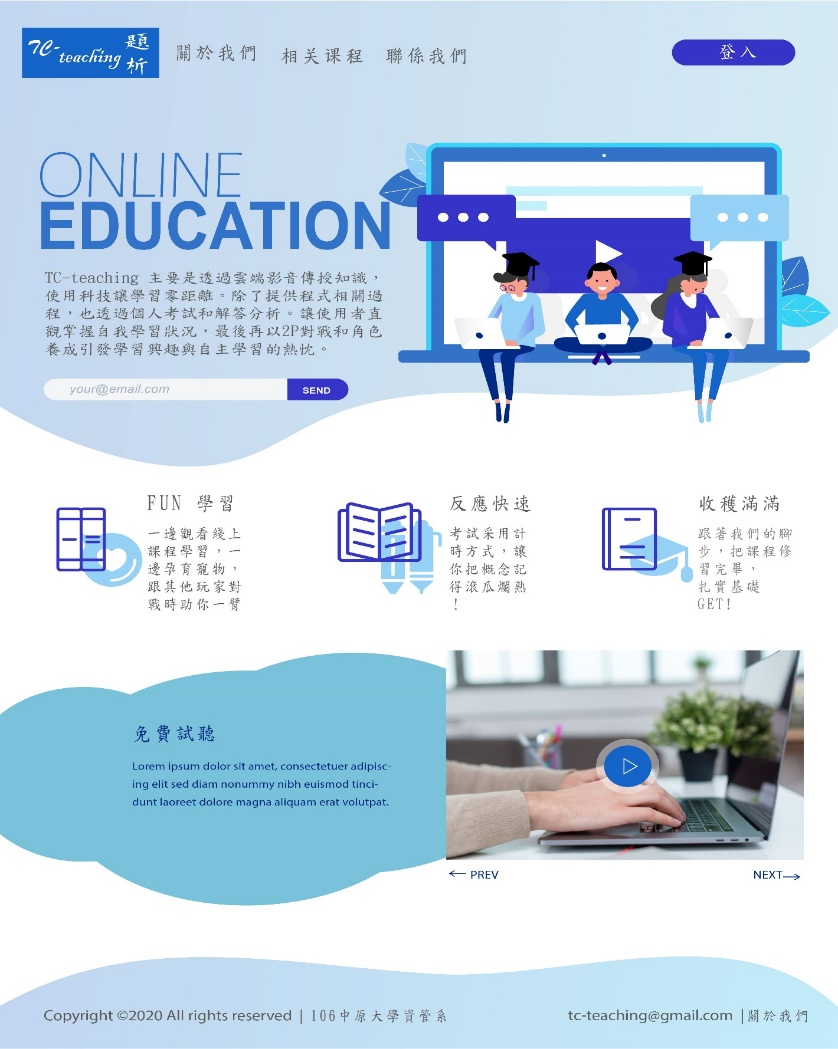 TC-teaching 題析
關於我們 相关课程 聯係我們
登入
ONLINE
EDUCATION
TC-teaching 主要是透過雲端影音傳授知識，
使用科技讓學習零距離。除了提供程式相關過
程，也透過個人考試和解答分析。讓使用者直
觀掌握自我學習狀況，最後再以2P對戰和角色
養成引發學習興趣與自主學習的熱忱。
your@email.com SEND
FUN 學習
一邊觀看綫上
課程學習，一
邊孕育寵物，
跟其他玩家對
戰時助你一臂
反應快速
考試采用計
時方式，讓
你把概念記
得滾瓜爛熟
！
收穫滿滿
跟著我們的腳
步，把課程修
習完畢，
扎實基礎
GET!
免費試聽
Lorem ipsum dolor sit amet, consectetuer adipisc-
ing elit sed diam nonummy nibh euismod tinci-
dunt laoreet dolore magna aliquam erat volutpat.
← PREV
NEXT→
Copyright ©2020 All rights reserved | 106中原大學資管系
tc-teaching@gmail.com |關於我們